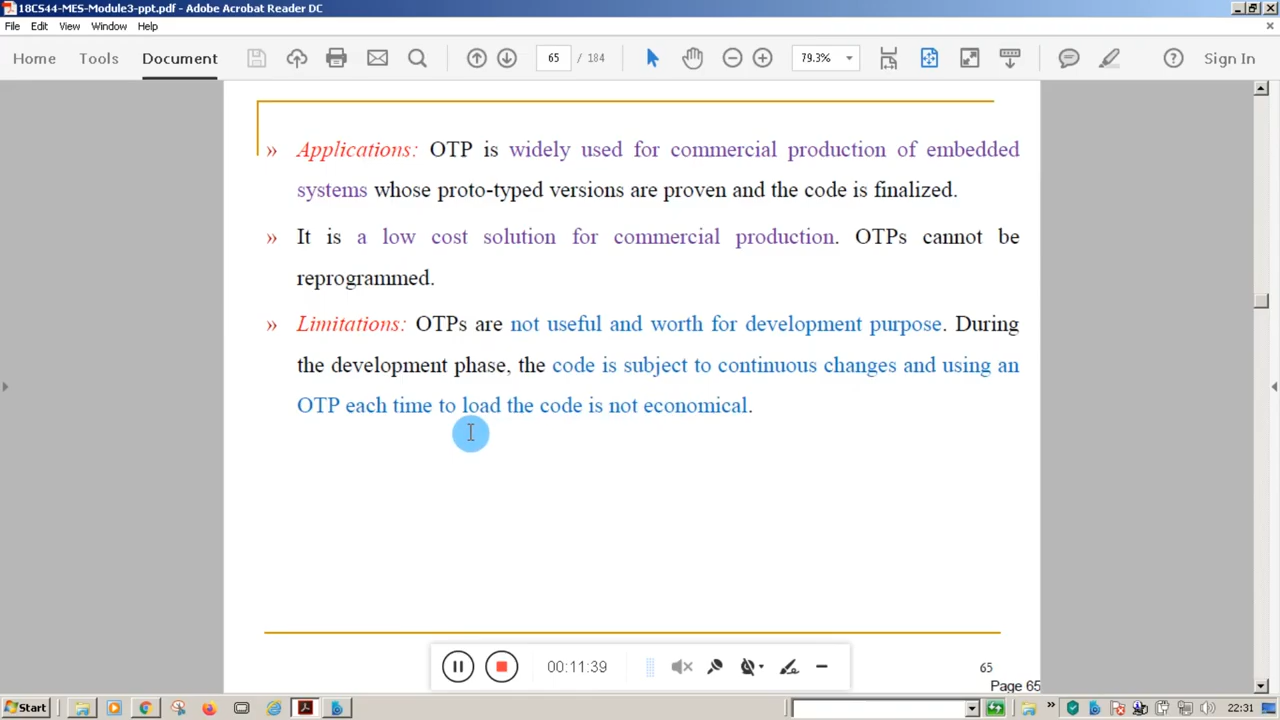 18CS44-MES-Module3-ppt.pdf - Adobe Acrobat Reader DC
File Edit View Window Help
Home Tools Document 65 / 184 79.3% Sign In
» Applications: OTP is widely used for commercial production of embedded
systems whose proto-typed versions are proven and the code is finalized.
» It is a low cost solution for commercial production. OTPs cannot be
reprogrammed.
» Limitations: OTPs are not useful and worth for development purpose. During
the development phase, the code is subject to continuous changes and using an
OTP each time to load the code is not economical.
00:11:39
65
Page 65
Start 22:31